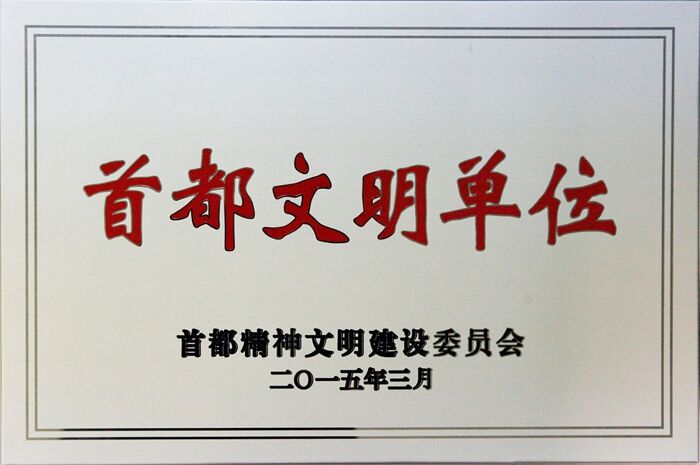 首都文明单位
首都精神文明建设委员会
二〇一五年三月